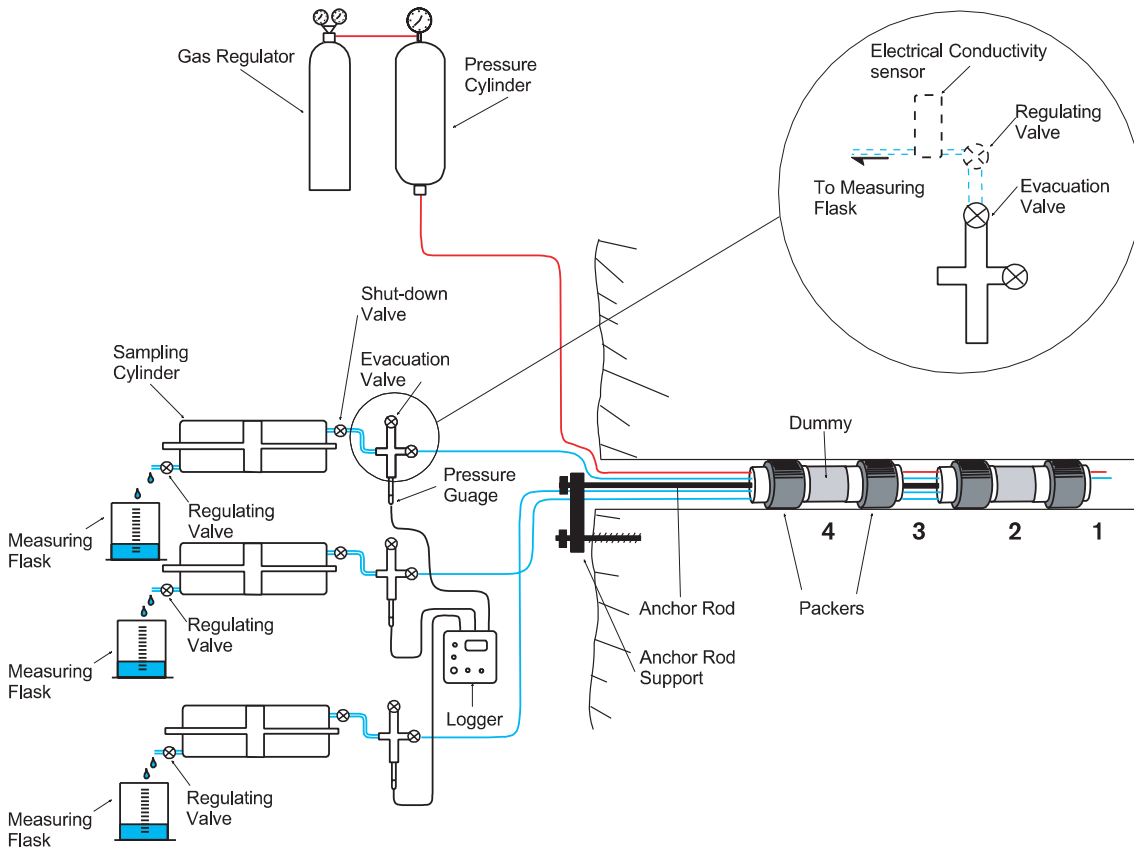 Gas Regulator
Pressure
Cylinder
Electrical Conductivity
sensor
Regulating
Valve
To Measuring
Flask
Evacuation
Valve
Shut-down
Valve
Sampling
Cylinder
Evacuation
Valve
Dummy
Pressure
Guage
Regulating
Valve
Measuring
Flask
4
3
2
1
Anchor Rod
Packers
Regulating
Valve
Measuring
Flask
Anchor Rod
Support
Logger
Regulating
Valve
Measuring
Flask